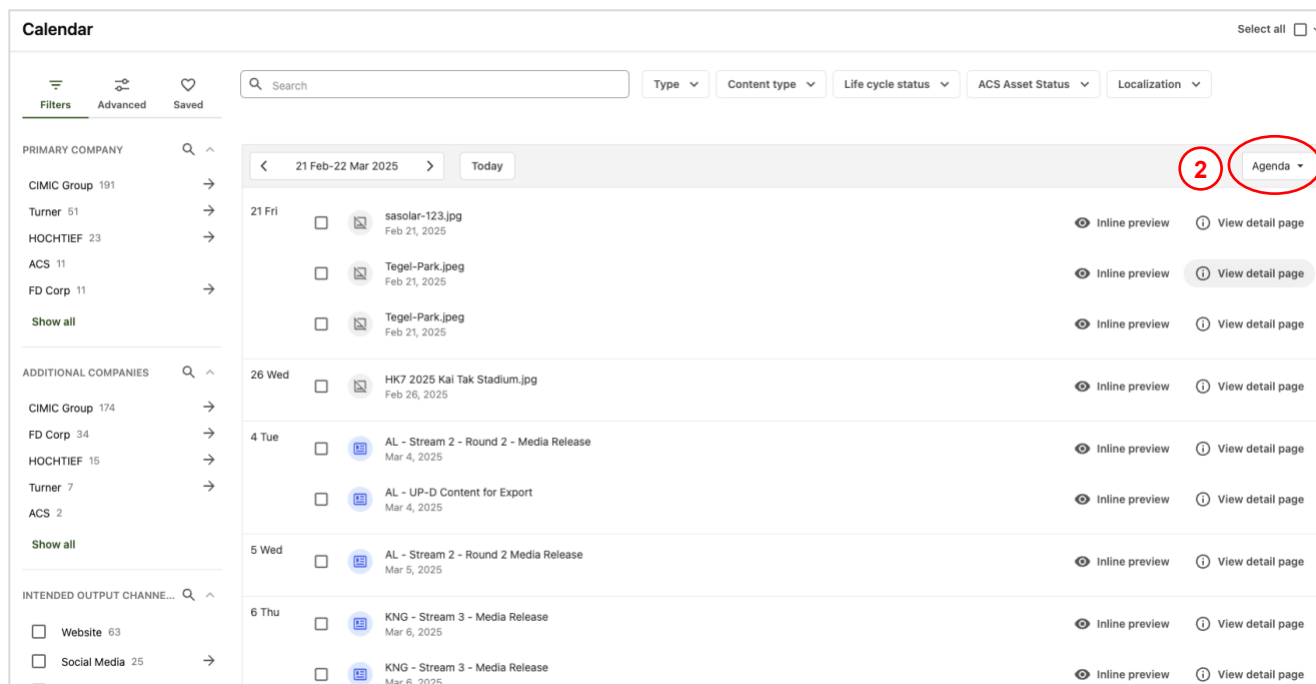 Calendar
Select all
Filters
Advanced
Saved
Search
Type
Content type
Life cycle status
ACS Asset Status
Localization
PRIMARY COMPANY
CIMIC Group 191
Turner 51
HOCHTIEF 23
ACS 11
FD Corp 11
Show all
ADDITIONAL COMPANIES
CIMIC Group 174
FD Corp 34
HOCHTIEF 15
Turner 7
ACS 2
Show all
INTENDED OUTPUT CHANNE...
Website 63
Social Media 25
21 Feb-22 Mar 2025
Today
2
Agenda
21 Fri
sasolar-123.jpg
Feb 21, 2025
Inline preview
View detail page
Tegel-Park.jpeg
Feb 21, 2025
Inline preview
View detail page
Tegel-Park.jpeg
Feb 21, 2025
Inline preview
View detail page
26 Wed
HK7 2025 Kai Tak Stadium.jpg
Feb 26, 2025
Inline preview
View detail page
4 Tue
AL - Stream 2 - Round 2 - Media Release
Mar 4, 2025
Inline preview
View detail page
AL - UP-D Content for Export
Mar 4, 2025
Inline preview
View detail page
5 Wed
AL - Stream 2 - Round 2 Media Release
Mar 5, 2025
Inline preview
View detail page
6 Thu
KNG - Stream 3 - Media Release
Mar 6, 2025
Inline preview
View detail page
KNG - Stream 3 - Media Release
Mar 6, 2025
Inline preview
View detail page